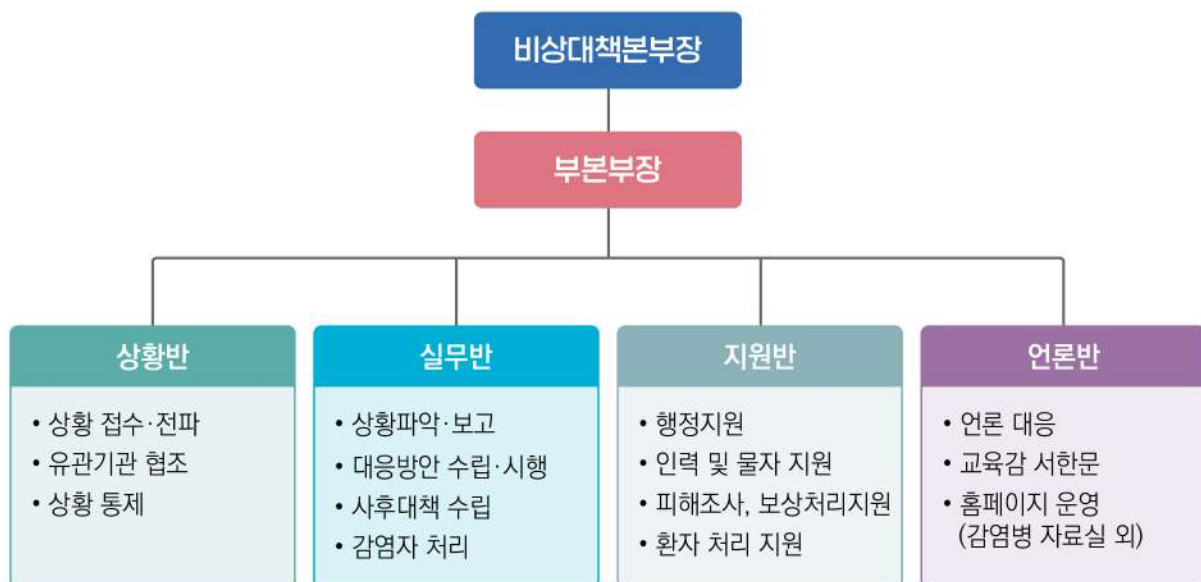 비상대책본부장
부본부장
상황반
• 상황 접수·전파
• 유관기관 협조
• 상황 통제
실무반
• 상황파악·보고
• 대응방안 수립·시행
• 사후대책 수립
• 감염자 처리
지원반
• 행정지원
• 인력 및 물자 지원
• 피해조사, 보상처리지원
• 환자 처리 지원
언론반
• 언론 대응
• 교육감 서한문
• 홈페이지 운영
(감염병 자료실 외)